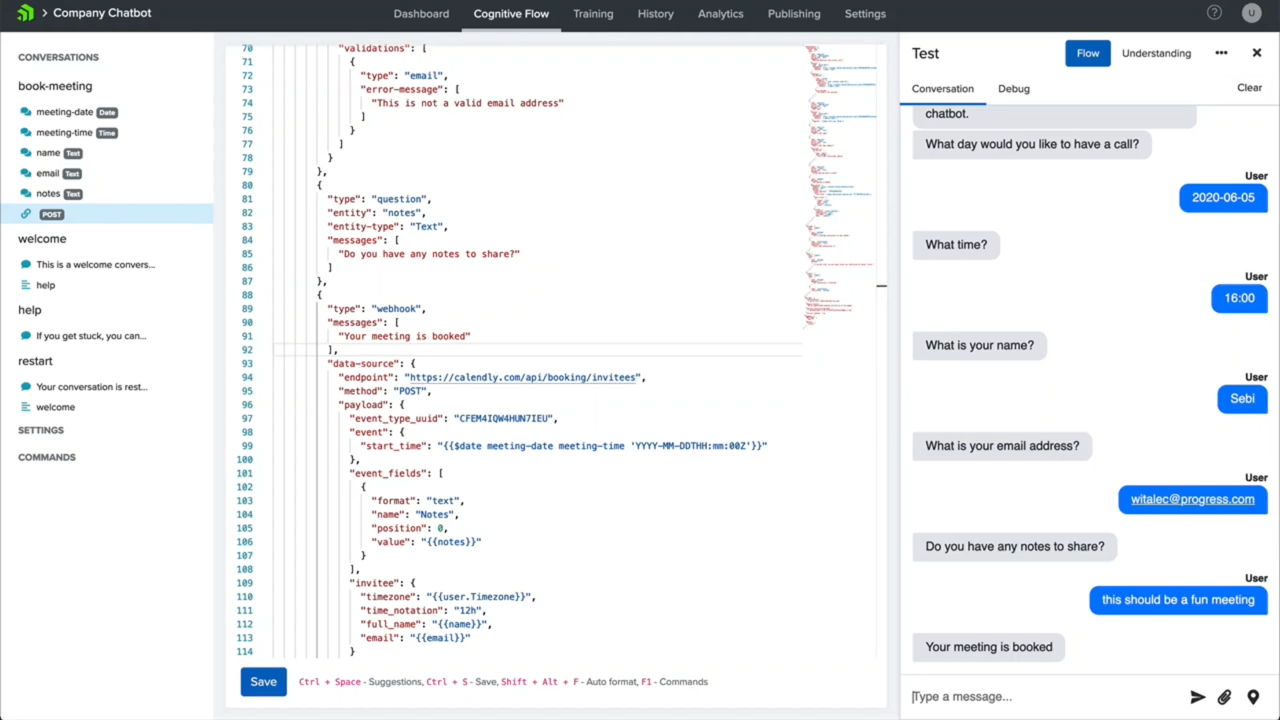 Company Chatbot
Dashboard Cognitive Flow Training History Analytics Publishing Settings
? U
CONVERSATIONS
book-meeting
meeting-date Date
meeting-time Time
name Text
email Text
notes Text
POST
welcome
This is a welcome convers...
help
help
If you get stuck, you can...
restart
Your conversation is rest...
welcome
SETTINGS
COMMANDS
70 "validations": [
71 {
72 "type": "email",
73 "error-message": [
74 "This is not a valid email address"
75 ]
76 }
77 ]
78 }
79 {
80
81 "type": "question",
82 "entity": "notes",
83 "entity-type": "Text",
84 "messages": [
85 "Do you have any notes to share?"
86 ]
87 },
88 {
89 "type": "webhook",
90 "messages": [
91 "Your meeting is booked"
92 ],
93 "data-source": {
94 "endpoint": "https://calendly.com/api/booking/invitees",
95 "method": "POST",
96 "payload": {
97 "event_type_uuid": "CFEM4IQW4HUN7IEU",
98 "event": {
99 "start_time": "{{$date meeting-date meeting-time 'YYYY-MM-DDTHH:mm:00Z'}}"
100 },
101 "event_fields": [
102 {
103 "format": "text",
104 "name": "Notes",
105 "position": 0,
106 "value": "{{notes}}"
107 }
108 ],
109 "invitee": {
110 "timezone": "{{user.Timezone}}",
111 "time_notation": "12h",
112 "full_name": "{{name}}",
113 "email": "{{email}}"
114 }
Save Ctrl + Space - Suggestions, Ctrl + S - Save, Shift + Alt + F - Auto format, F1 - Commands
Test Flow Understanding
Conversation Debug Clear
chatbot.
What day would you like to have a call?
2020-06-05
What time?
User
What is your name?
User
Sebi
What is your email address?
User
witalec@progress.com
Do you have any notes to share?
User
this should be a fun meeting
Your meeting is booked
Type a message...